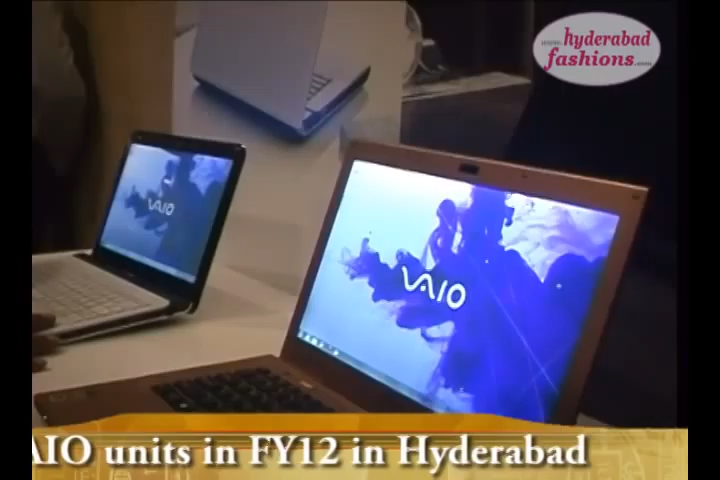 www.hyderabad
fashions.com
VAIO
VAIO
AIO units in FY12 in Hyderabad